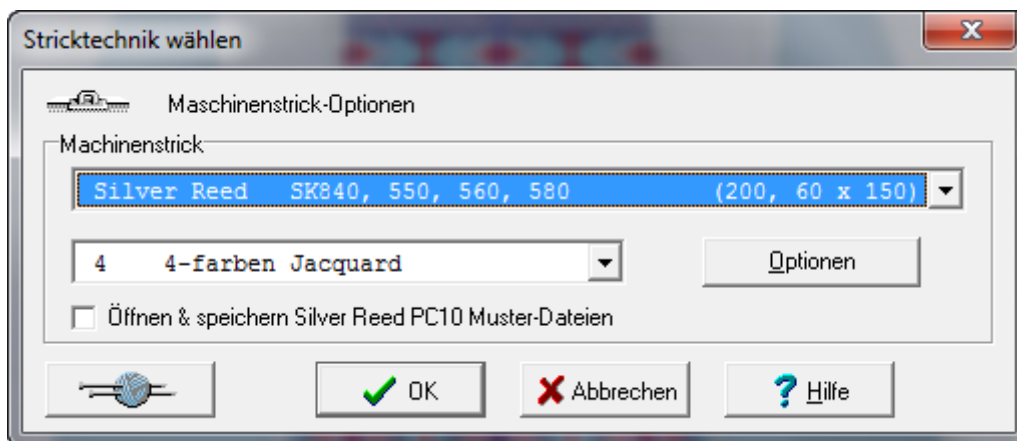 Stricktechnik wählen
Maschinenstrick-Optionen
Machinenstrick
Silver Reed SK840, 550, 560, 580 (200, 60 x 150)
4 4-farben Jacquard
Optionen
Öffnen & speichern Silver Reed PC10 Muster-Dateien
OK
Abbrechen
Hilfe